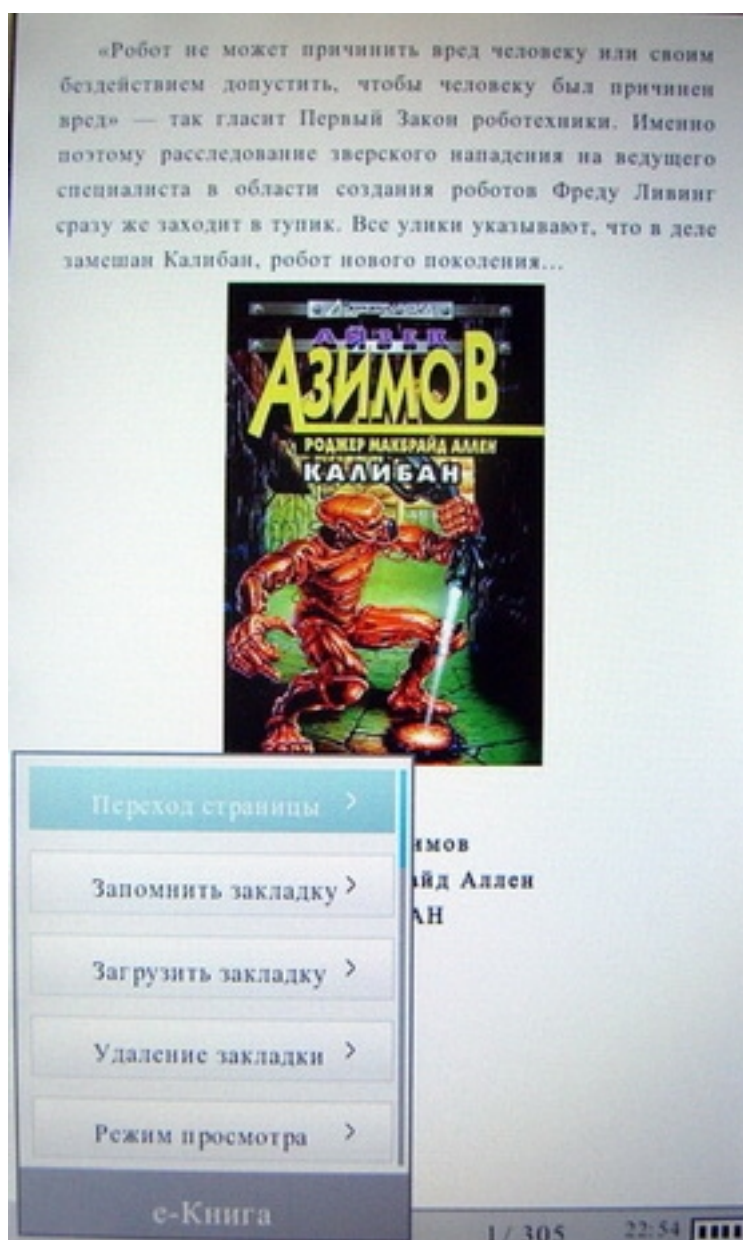 «Робот не может причинить вред человеку или своим
бездействием допустить, чтобы человеку был причинен
вред» — так гласит Первый Закон роботехники. Именно
поэтому расследование зверского нападения на ведущего
специалиста в области создания роботов Фреду Ливинг
сразу же заходит в тупик. Все улики указывают, что в деле
замешан Калибан, робот нового поколения...
АЙЗЕК
АЗИМОВ
РОДЖЕР МАКБРАЙД АЛЛЕН
КАЛИБАН
имов
айд Аллен
АН
Переход страницы >
Запомнить закладку >
Загрузить закладку >
Удаление закладки >
Режим просмотра >
е-Книга
1/ 305
22:54